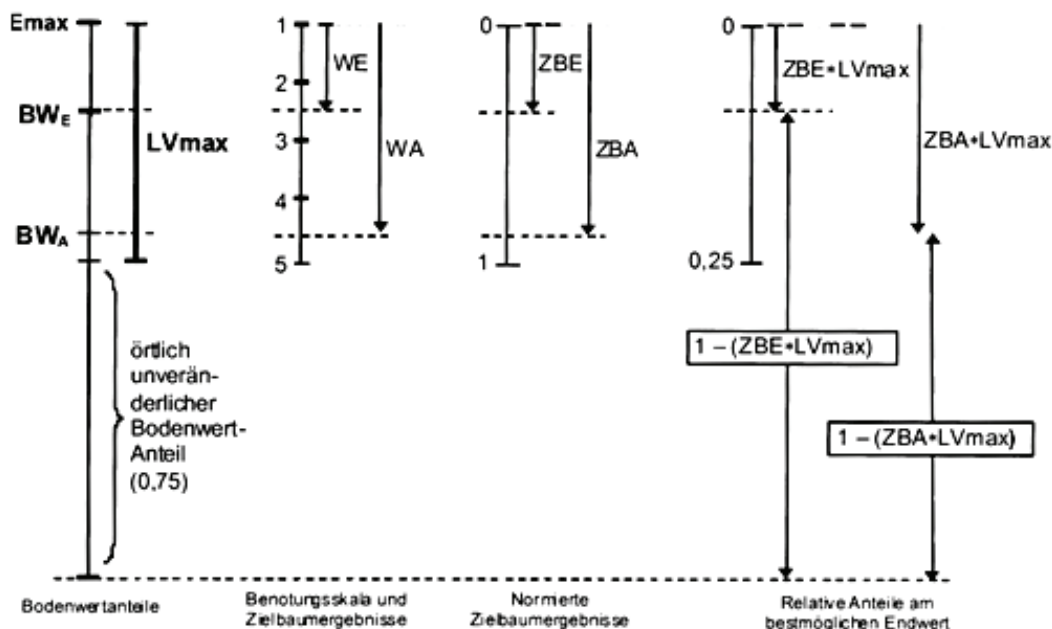 Emax
BW_E
LVmax
BW_A
örtlich
unverän-
derlicher
Bodenwert-
Anteil
(0,75)
Bodenwertanteile
1
2
3
4
5
WE
WA
Benotungsskala und
Zielbaumergebnisse
0
1
ZBE
ZBA
Normierte
Zielbaumergebnisse
0
0,25
ZBE*LVmax
ZBA*LVmax
1 – (ZBE*LVmax)
1 – (ZBA*LVmax)
Relative Anteile am
bestmöglichen Endwert